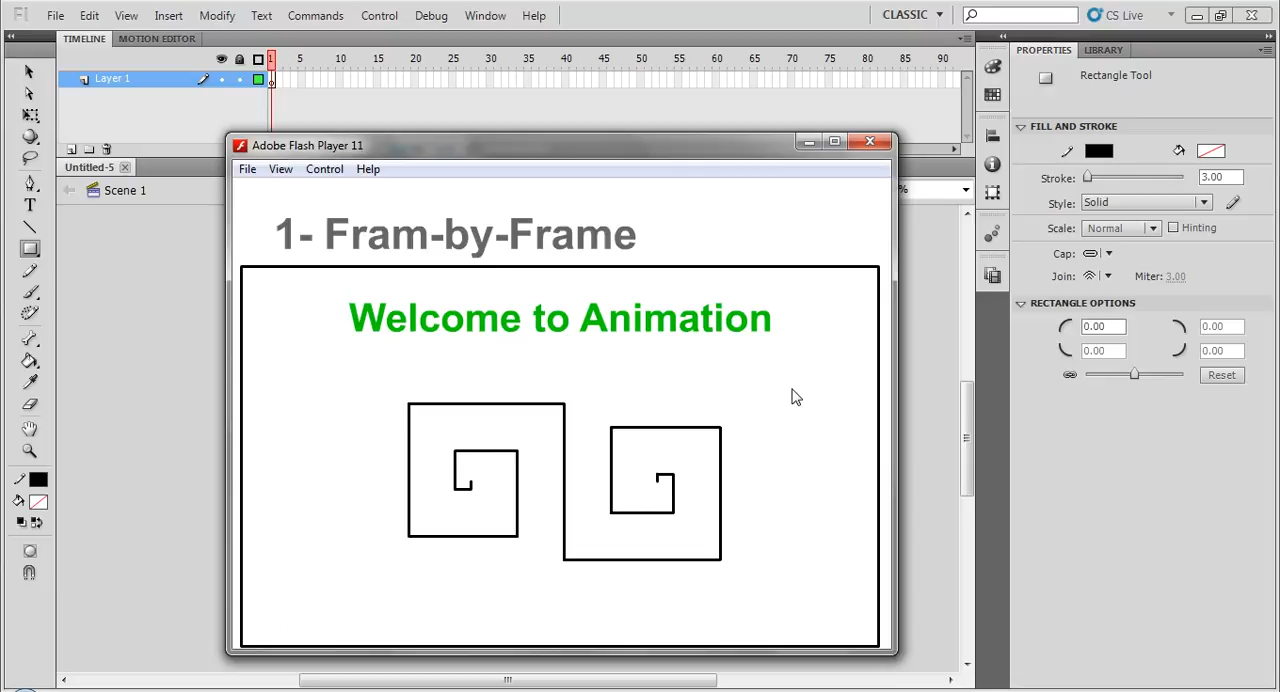 Fl File Edit View Insert Modify Text Commands Control Debug Window Help CLASSIC CS Live
TIMELINE MOTION EDITOR
PROPERTIES LIBRARY
1 5 10 15 20 25 30 35 40 45 50 55 60 65 70 75 80 85 90
Layer 1
Rectangle Tool
FILL AND STROKE
Adobe Flash Player 11
Untitled-5
File View Control Help
Scene 1
%
Stroke: 3.00
Style: Solid
Scale: Normal Hinting
Cap:
Join: Miter: 3.00
RECTANGLE OPTIONS
0.00 0.00
0.00 0.00
Reset
1- Fram-by-Frame
Welcome to Animation